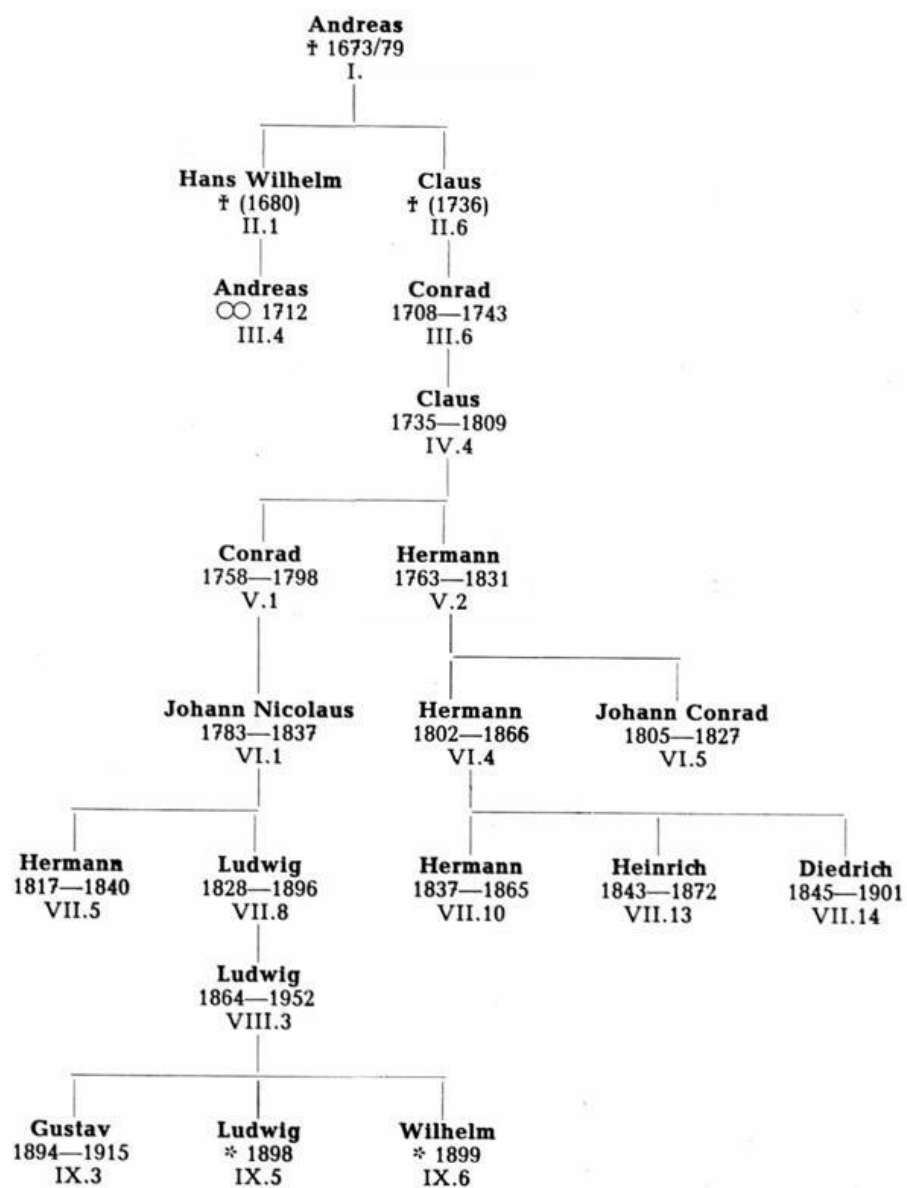 Andreas
† 1673/79
I.
Hans Wilhelm
† (1680)
II.1
Claus
† (1736)
II.6
Andreas
⚭ 1712
III.4
Conrad
1708—1743
III.6
Claus
1735—1809
IV.4
Conrad
1758—1798
V.1
Hermann
1763—1831
V.2
Johann Nicolaus
1783—1837
VI.1
Hermann
1802—1866
VI.4
Johann Conrad
1805—1827
VI.5
Hermann
1817—1840
VII.5
Ludwig
1828—1896
VII.8
Hermann
1837—1865
VII.10
Heinrich
1843—1872
VII.13
Diedrich
1845—1901
VII.14
Ludwig
1864—1952
VIII.3
Gustav
1894—1915
IX.3
Ludwig
* 1898
IX.5
Wilhelm
* 1899
IX.6